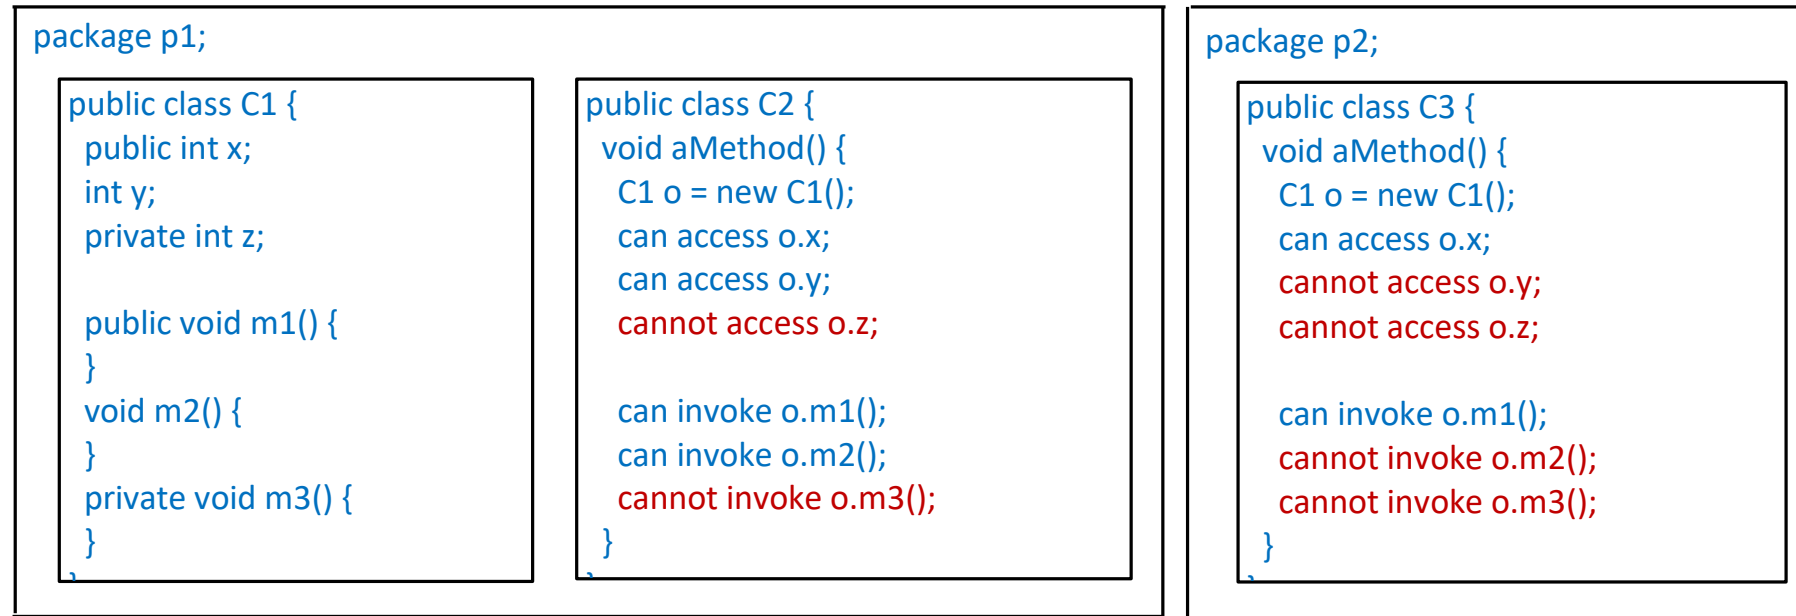 package p1;
public class C1 {
public int x;
int y;
private int z;
public void m1() {
}
void m2() {
}
private void m3() {
}
}
public class C2 {
void aMethod() {
C1 o = new C1();
can access o.x;
can access o.y;
cannot access o.z;
can invoke o.m1();
can invoke o.m2();
cannot invoke o.m3();
}
}
package p2;
public class C3 {
void aMethod() {
C1 o = new C1();
can access o.x;
cannot access o.y;
cannot access o.z;
can invoke o.m1();
cannot invoke o.m2();
cannot invoke o.m3();
}
}